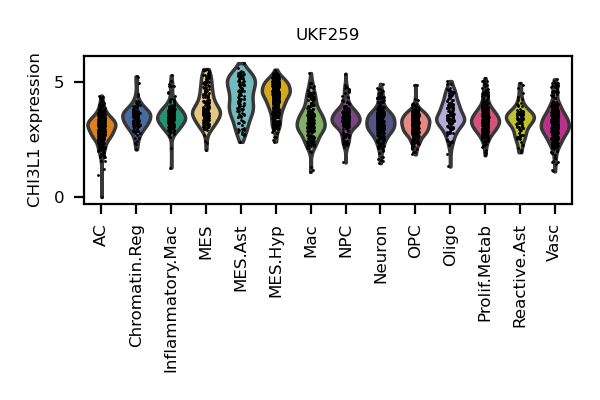 UKF259
CHI3L1 expression
5
0
AC
Chromatin.Reg
Inflammatory.Mac
MES
MES.Ast
MES.Hyp
Mac
NPC
Neuron
OPC
Oligo
Prolif.Metab
Reactive.Ast
Vasc